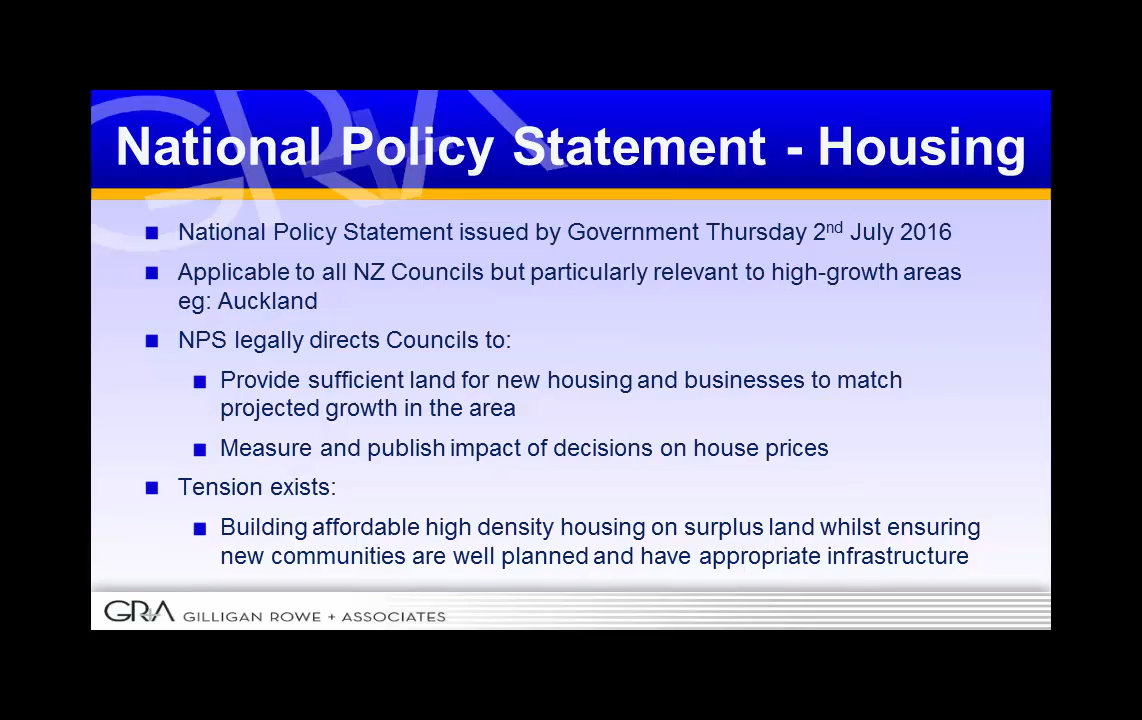 National Policy Statement - Housing
National Policy Statement issued by Government Thursday 2nd July 2016
Applicable to all NZ Councils but particularly relevant to high-growth areas
eg: Auckland
NPS legally directs Councils to:
Provide sufficient land for new housing and businesses to match
projected growth in the area
Measure and publish impact of decisions on house prices
Tension exists:
Building affordable high density housing on surplus land whilst ensuring
new communities are well planned and have appropriate infrastructure
GRA GILLIGAN ROWE + ASSOCIATES